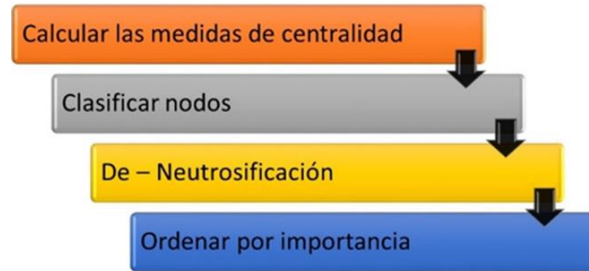 Calcular las medidas de centralidad
Clasificar nodos
De – Neutrosificación
Ordenar por importancia